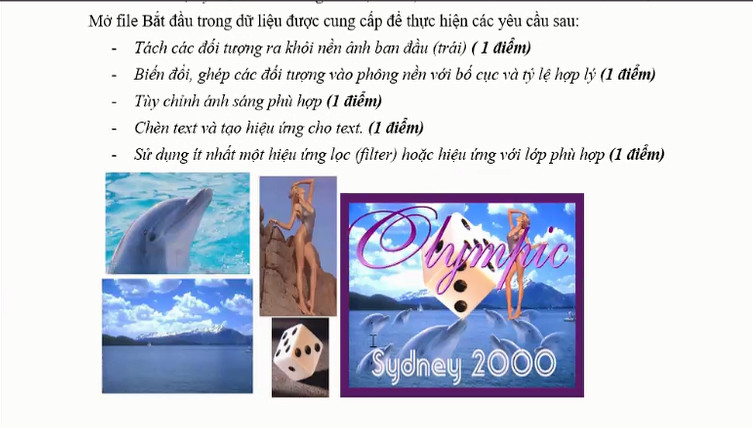 Mở file Bắt đầu trong dữ liệu được cung cấp để thực hiện các yêu cầu sau:
- Tách các đối tượng ra khỏi nền ảnh ban đầu (trái) ( 1 điểm)
- Biến đổi, ghép các đối tượng vào phông nền với bố cục và tỷ lệ hợp lý (1 điểm)
- Tùy chỉnh ánh sáng phù hợp (1 điểm)
- Chèn text và tạo hiệu ứng cho text. (1 điểm)
- Sử dụng ít nhất một hiệu ứng lọc (filter) hoặc hiệu ứng với lớp phù hợp (1 điểm)
Olympic
Sydney 2000